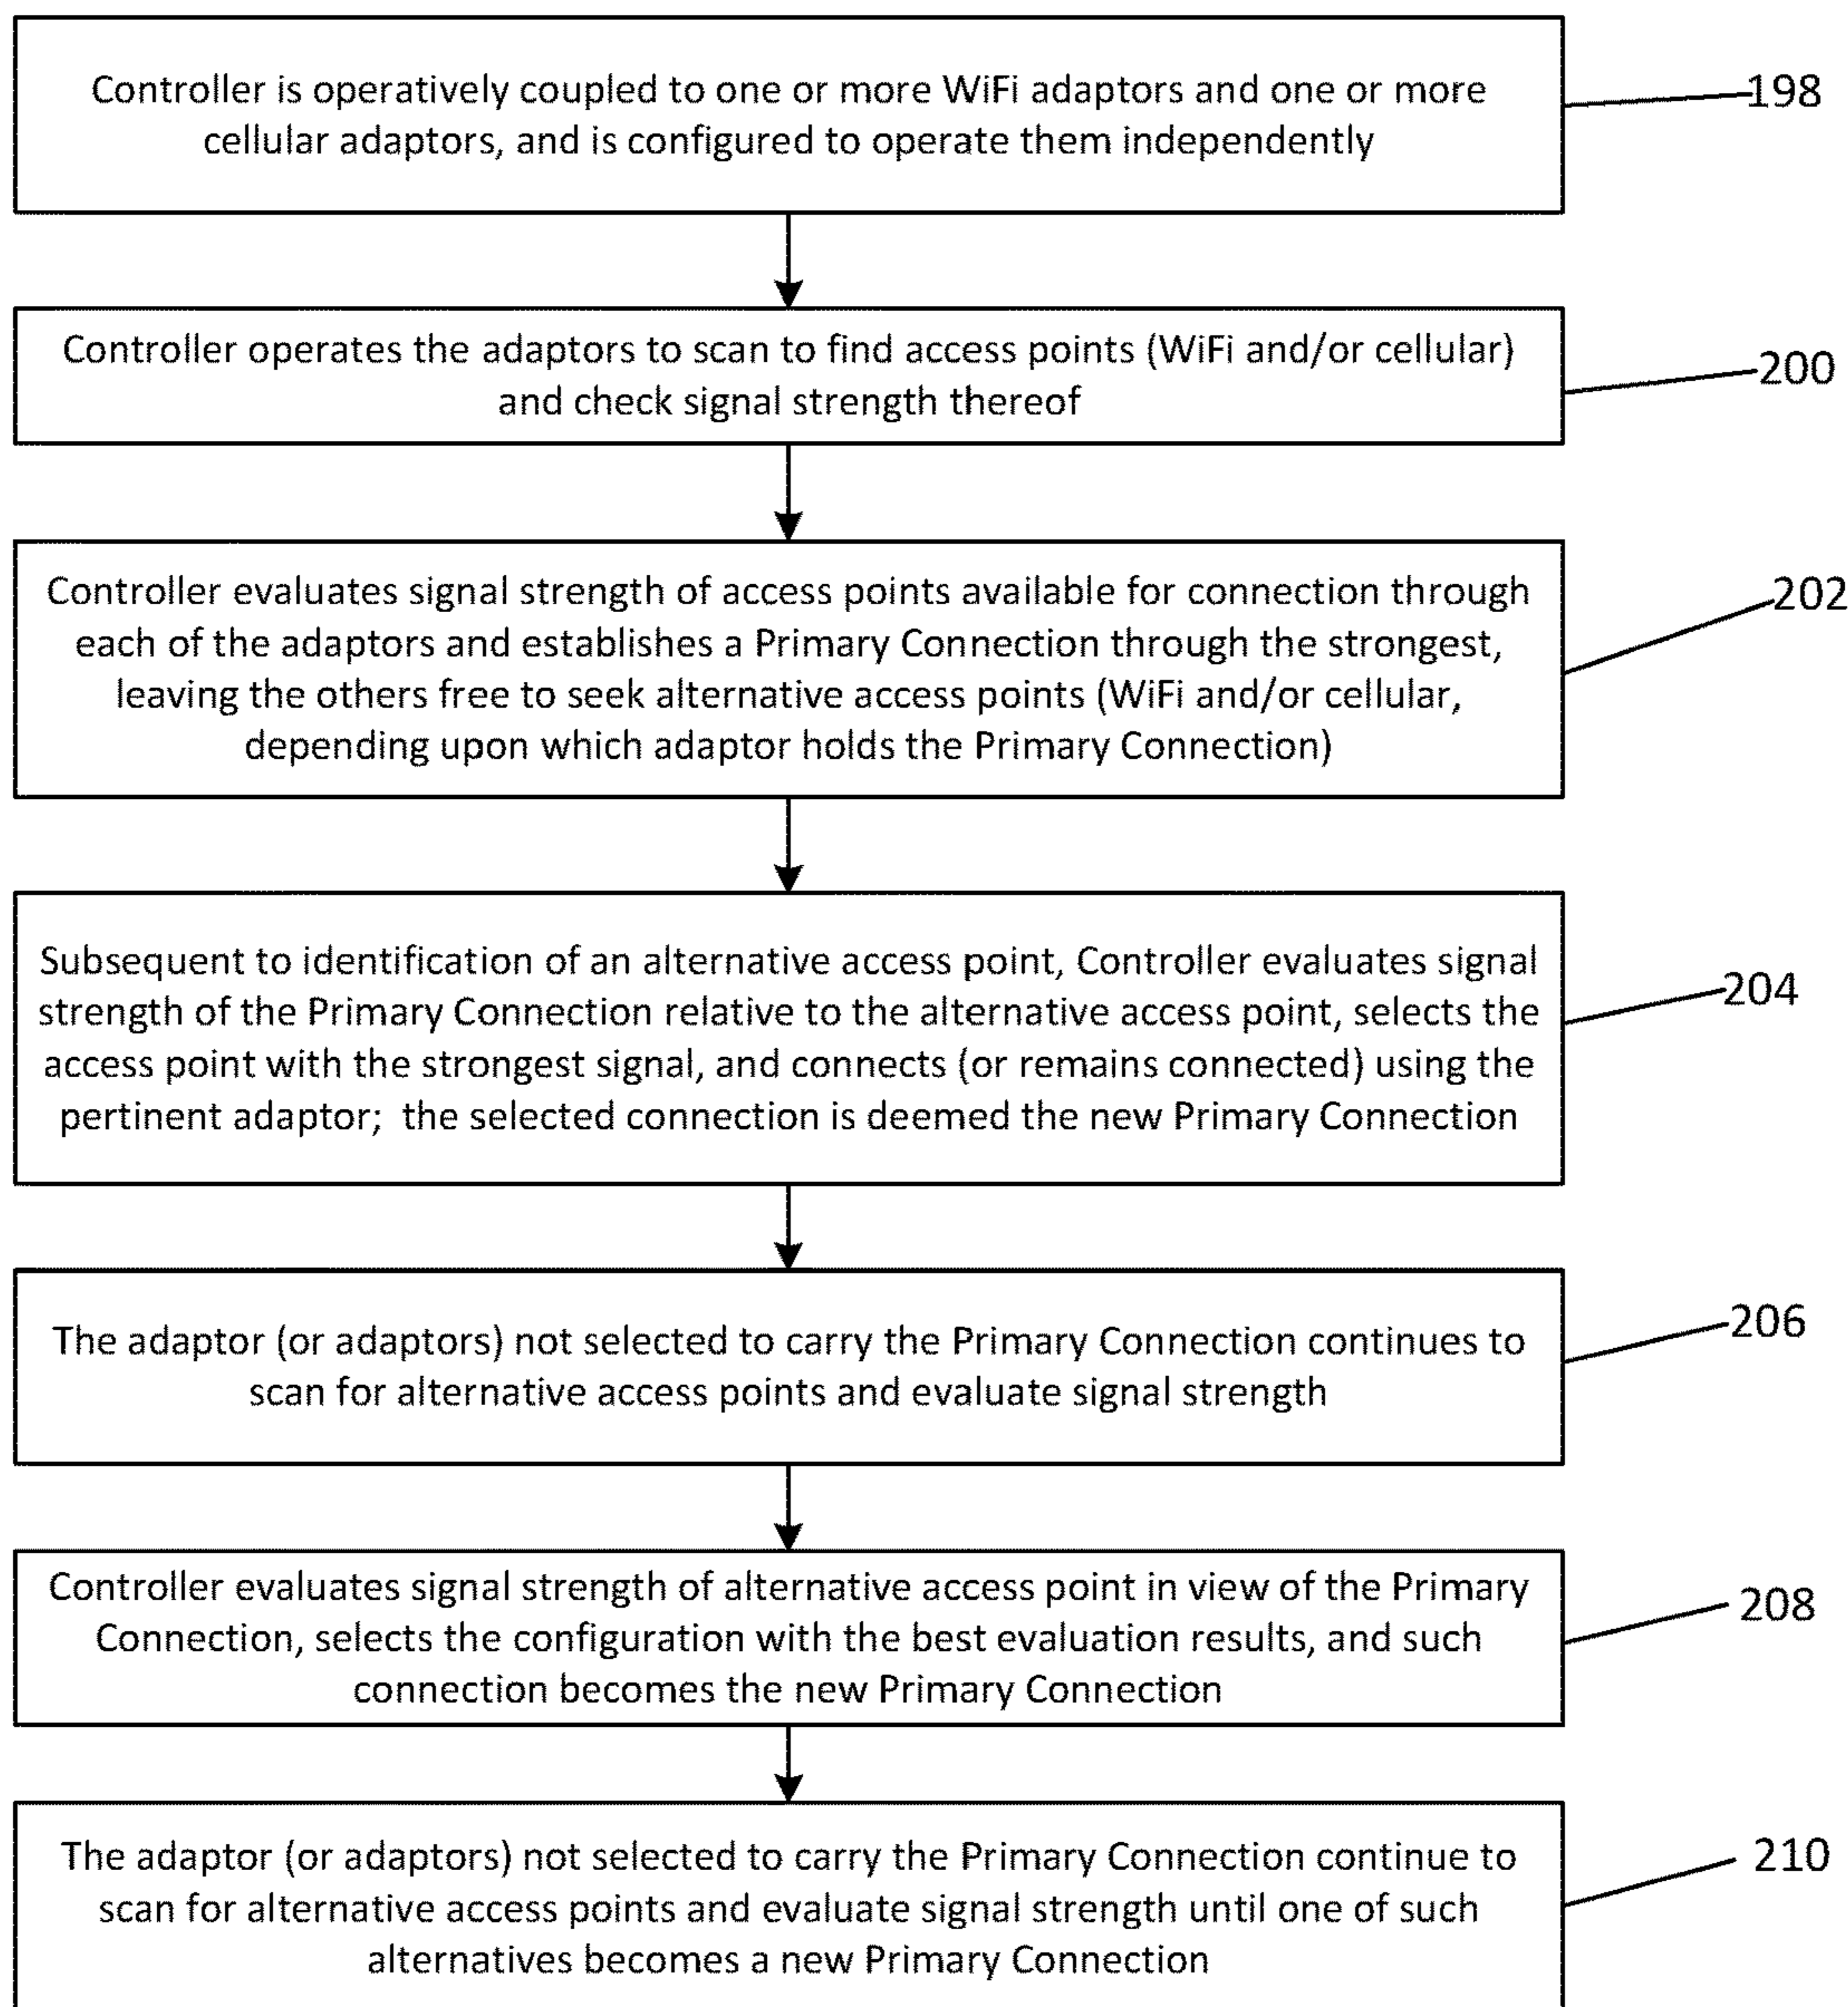 Controller is operatively coupled to one or more WiFi adaptors and one or more
cellular adaptors, and is configured to operate them independently
198
Controller operates the adaptors to scan to find access points (WiFi and/or cellular)
and check signal strength thereof
200
Controller evaluates signal strength of access points available for connection through
each of the adaptors and establishes a Primary Connection through the strongest,
leaving the others free to seek alternative access points (WiFi and/or cellular,
depending upon which adaptor holds the Primary Connection)
202
Subsequent to identification of an alternative access point, Controller evaluates signal
strength of the Primary Connection relative to the alternative access point, selects the
access point with the strongest signal, and connects (or remains connected) using the
pertinent adaptor; the selected connection is deemed the new Primary Connection
204
The adaptor (or adaptors) not selected to carry the Primary Connection continues to
scan for alternative access points and evaluate signal strength
206
Controller evaluates signal strength of alternative access point in view of the Primary
Connection, selects the configuration with the best evaluation results, and such
connection becomes the new Primary Connection
208
The adaptor (or adaptors) not selected to carry the Primary Connection continue to
scan for alternative access points and evaluate signal strength until one of such
alternatives becomes a new Primary Connection
210